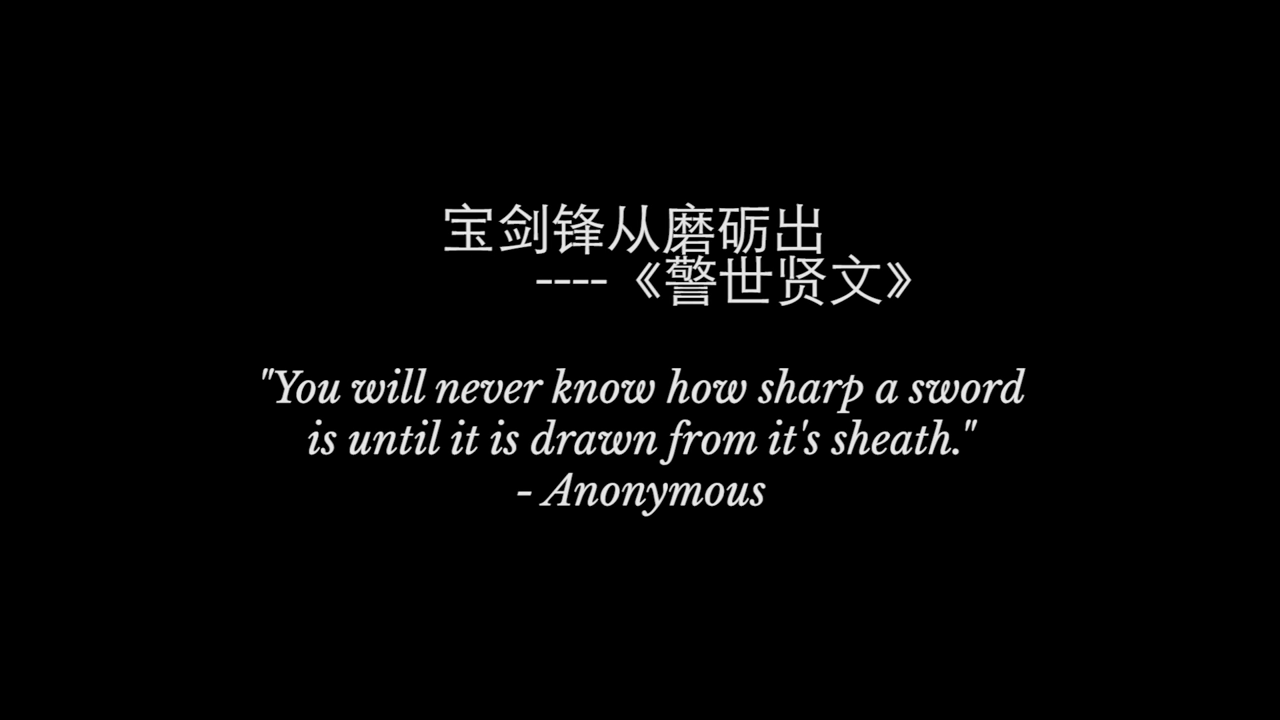 宝剑锋从磨砺出
----《警世贤文》
"You will never know how sharp a sword
is until it is drawn from it's sheath."
- Anonymous